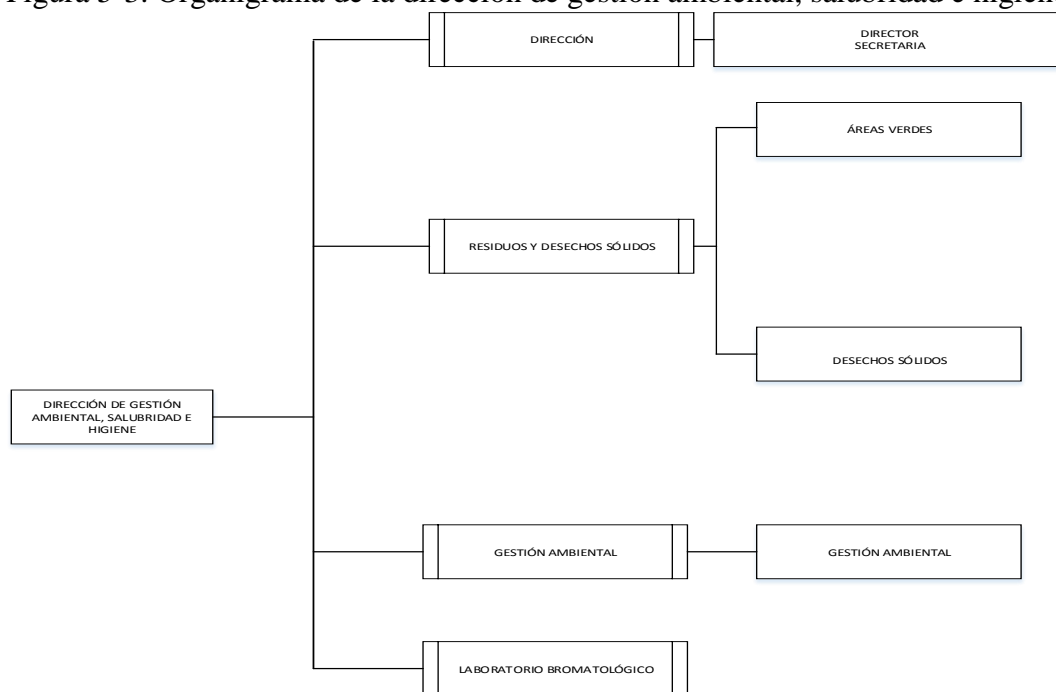 Figura 3-3. Organigrama de la dirección de gestión ambiental, salubridad e higiene
DIRECCIÓN
DIRECTOR
SECRETARIA
ÁREAS VERDES
RESIDUOS Y DESECHOS SÓLIDOS
DESECHOS SÓLIDOS
DIRECCIÓN DE GESTIÓN
AMBIENTAL, SALUBRIDAD E
HIGIENE
GESTIÓN AMBIENTAL
GESTIÓN AMBIENTAL
LABORATORIO BROMATOLÓGICO